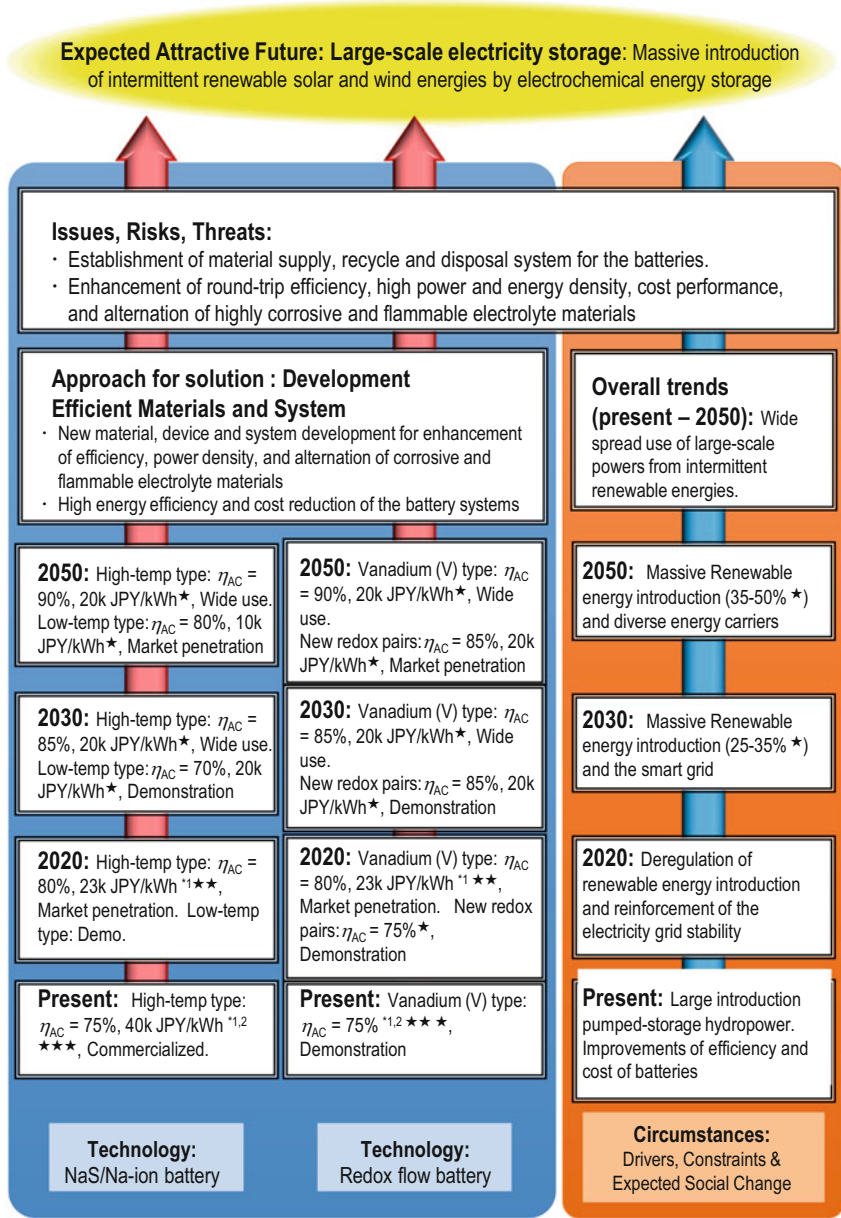 Expected Attractive Future: Large-scale electricity storage: Massive introduction
of intermittent renewable solar and wind energies by electrochemical energy storage
Issues, Risks, Threats:
· Establishment of material supply, recycle and disposal system for the batteries.
· Enhancement of round-trip efficiency, high power and energy density, cost performance,
and alternation of highly corrosive and flammable electrolyte materials
Approach for solution : Development
Efficient Materials and System
· New material, device and system development for enhancement
of efficiency, power density, and alternation of corrosive and
flammable electrolyte materials
· High energy efficiency and cost reduction of the battery systems
Overall trends
(present – 2050): Wide
spread use of large-scale
powers from intermittent
renewable energies.
2050: High-temp type: ηAC =
90%, 20k JPY/kWh★, Wide use.
Low-temp type: ηAC = 80%, 10k
JPY/kWh★, Market penetration
2050: Vanadium (V) type: ηAC
= 90%, 20k JPY/kWh★, Wide
use.
New redox pairs: ηAC = 85%, 20k
JPY/kWh★, Market penetration
2050: Massive Renewable
energy introduction (35-50% ★)
and diverse energy carriers
2030: High-temp type: ηAC =
85%, 20k JPY/kWh★, Wide use.
Low-temp type: ηAC = 70%, 20k
JPY/kWh★, Demonstration
2030: Vanadium (V) type: ηAC
= 85%, 20k JPY/kWh★, Wide
use.
New redox pairs: ηAC = 85%, 20k
JPY/kWh★, Demonstration
2030: Massive Renewable
energy introduction (25-35% ★)
and the smart grid
2020: High-temp type: ηAC =
80%, 23k JPY/kWh *1★★,
Market penetration. Low-temp
type: Demo.
2020: Vanadium (V) type: ηAC
= 80%, 23k JPY/kWh *1 ★★,
Market penetration. New redox
pairs: ηAC = 75%★,
Demonstration
2020: Deregulation of
renewable energy introduction
and reinforcement of the
electricity grid stability
Present: High-temp type:
ηAC = 75%, 40k JPY/kWh *1,2
★★★, Commercialized.
Present: Vanadium (V) type:
ηAC = 75% *1,2 ★★ ★,
Demonstration
Present: Large introduction
pumped-storage hydropower.
Improvements of efficiency and
cost of batteries
Technology:
NaS/Na-ion battery
Technology:
Redox flow battery
Circumstances:
Drivers, Constraints &
Expected Social Change